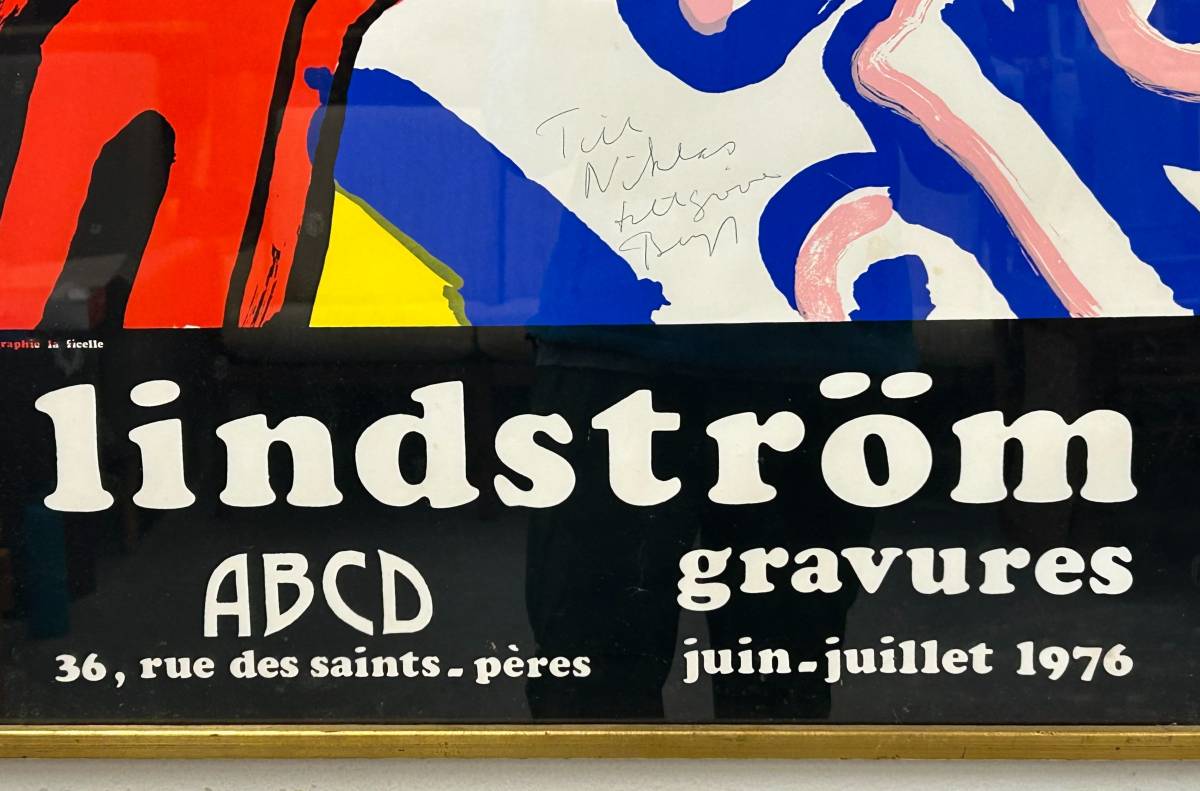 Till
Niklas
raphie la ficelle
lindström
ABCD
gravures
36, rue des saints-pères
juin-juillet 1976